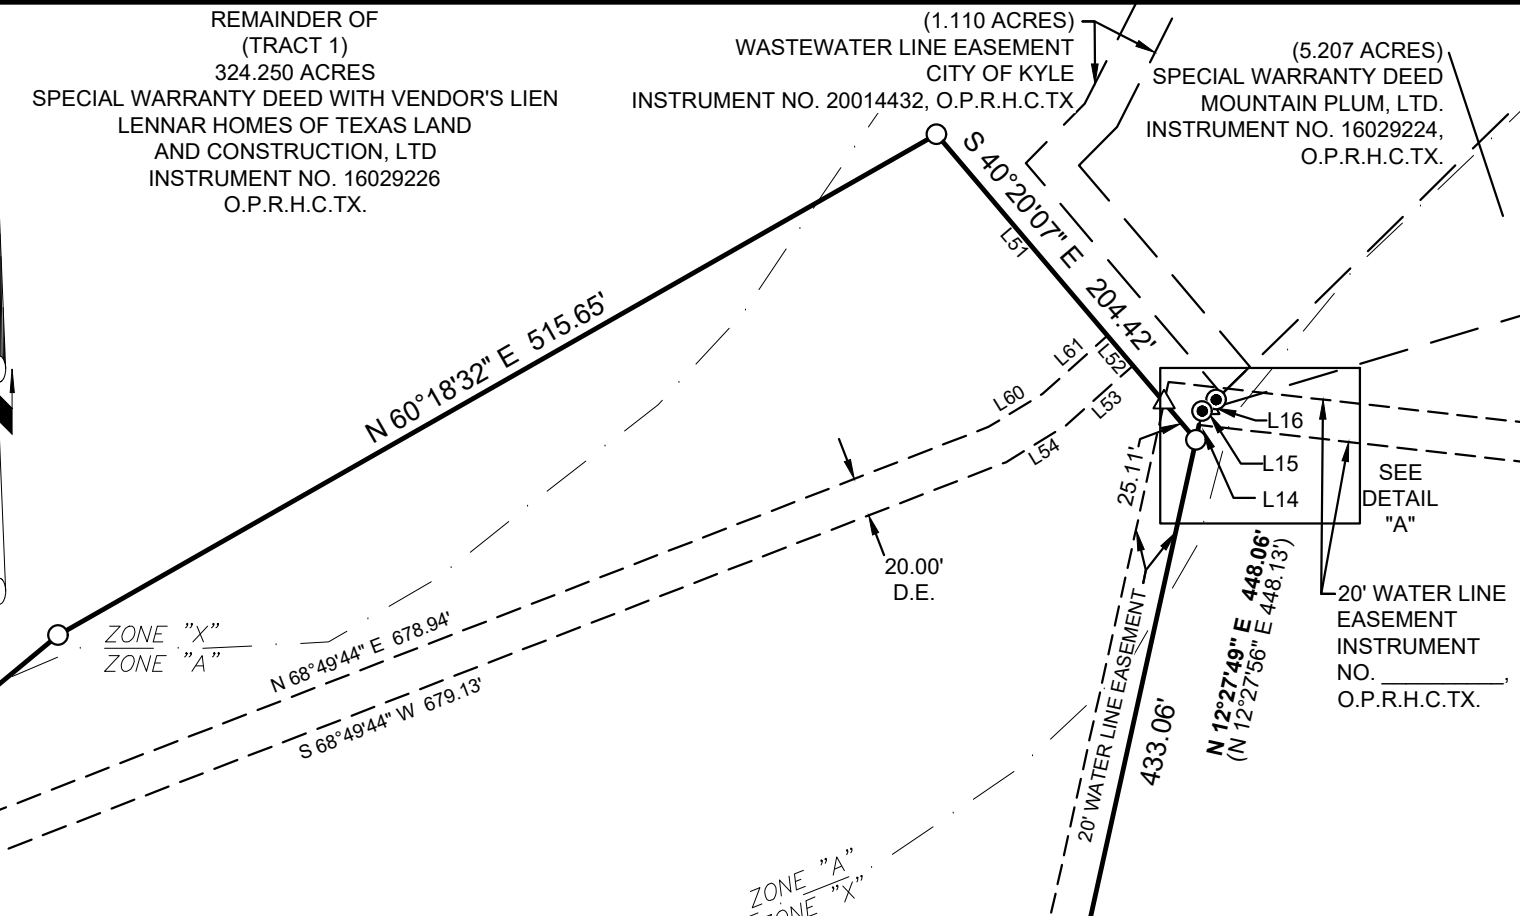 REMAINDER OF
(TRACT 1)
324.250 ACRES
SPECIAL WARRANTY DEED WITH VENDOR'S LIEN
LENNAR HOMES OF TEXAS LAND
AND CONSTRUCTION, LTD
INSTRUMENT NO. 16029226
O.P.R.H.C.TX.
(1.110 ACRES)
WASTEWATER LINE EASEMENT
CITY OF KYLE
INSTRUMENT NO. 20014432, O.P.R.H.C.TX
(5.207 ACRES)
SPECIAL WARRANTY DEED
MOUNTAIN PLUM, LTD.
INSTRUMENT NO. 16029224,
O.P.R.H.C.TX.
N 60°18'32" E 515.65'
S 40°20'07" E 204.42'
L51
L61
L52
L60
L53
L54
L16
L15
L14
25.11'
SEE
DETAIL
"A"
20.00'
D.E.
20' WATER LINE
EASEMENT
INSTRUMENT
NO. __________,
O.P.R.H.C.TX.
ZONE "X"
ZONE "A"
N 68°49'44" E 678.94'
S 68°49'44" W 679.13'
20' WATER LINE EASEMENT
433.06'
N 12°27'49" E 448.06'
(N 12°27'56" E 448.13')
ZONE "A"
ZONE "X"